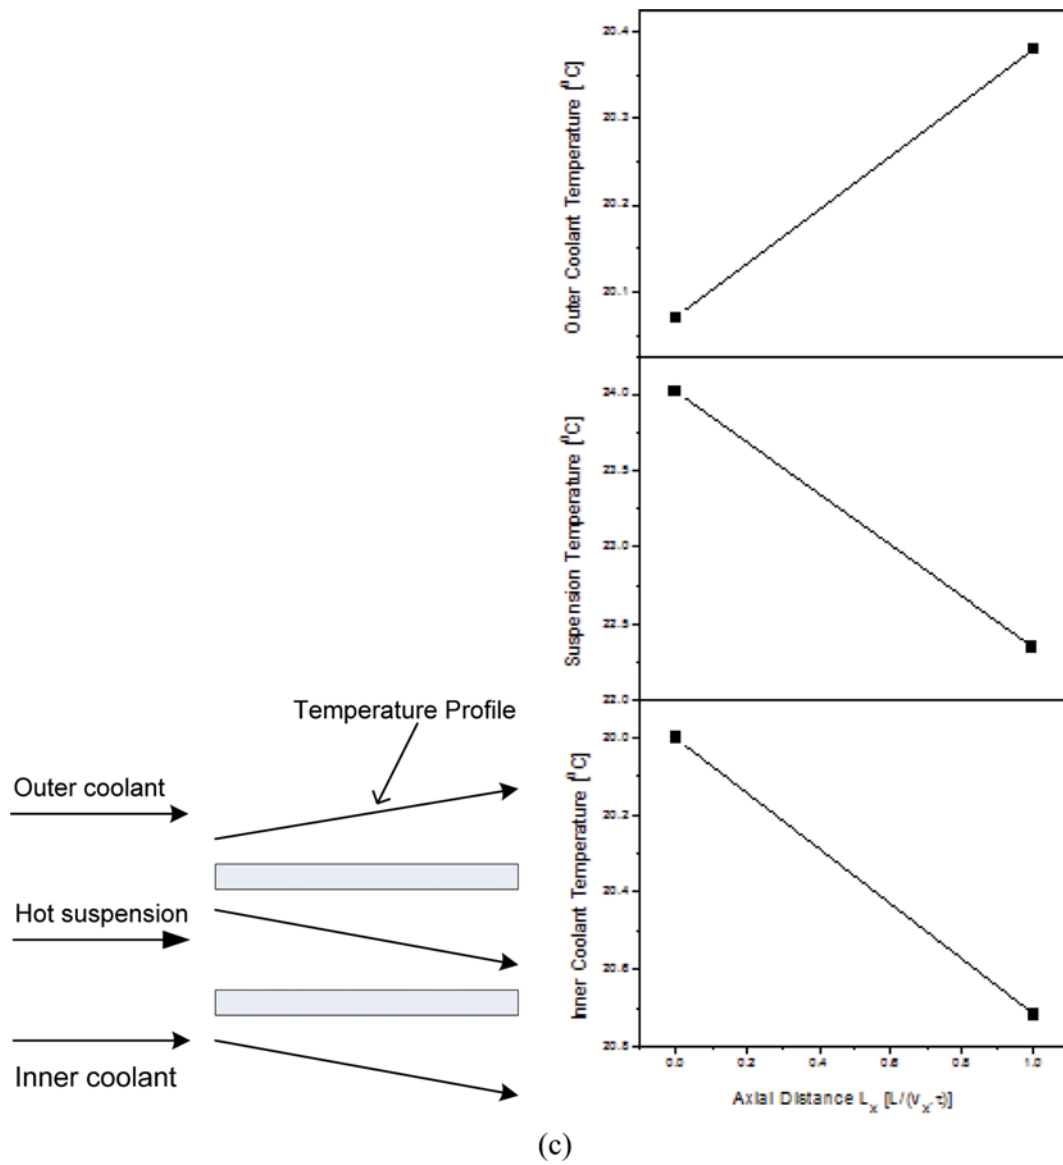 Outer Coolant Temperature [⁰C]
20.4
20.3
20.2
20.1
Suspension Temperature [⁰C]
24.0
23.5
23.0
22.5
22.0
Inner Coolant Temperature [⁰C]
20.0
20.2
20.4
20.6
20.8
0.0 0.2 0.4 0.6 0.8 1.0
Axial Distance Lₓ [L/(vₓ·τ)]
Temperature Profile
Outer coolant
Hot suspension
Inner coolant
(c)